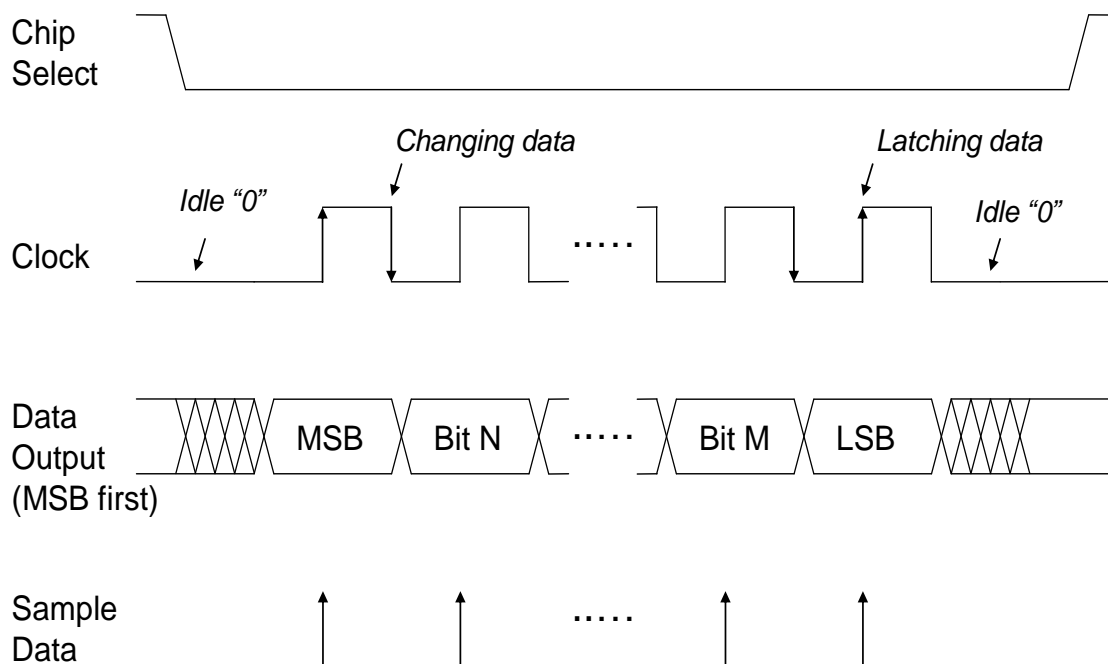 Chip
Select
Changing data
Latching data
Idle “0”
Idle “0”
Clock
.....
Data
Output
(MSB first)
MSB
Bit N
.....
Bit M
LSB
Sample
Data
.....